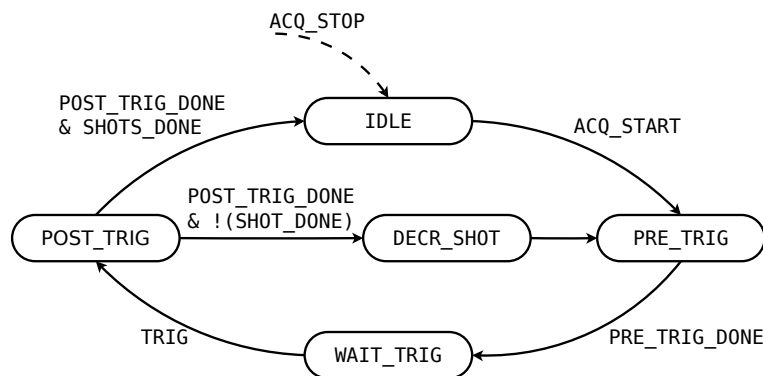 ACQ_STOP
POST_TRIG_DONE
& SHOTS_DONE
IDLE
ACQ_START
POST_TRIG_DONE
& !(SHOT_DONE)
POST_TRIG
DECR_SHOT
PRE_TRIG
TRIG
WAIT_TRIG
PRE_TRIG_DONE